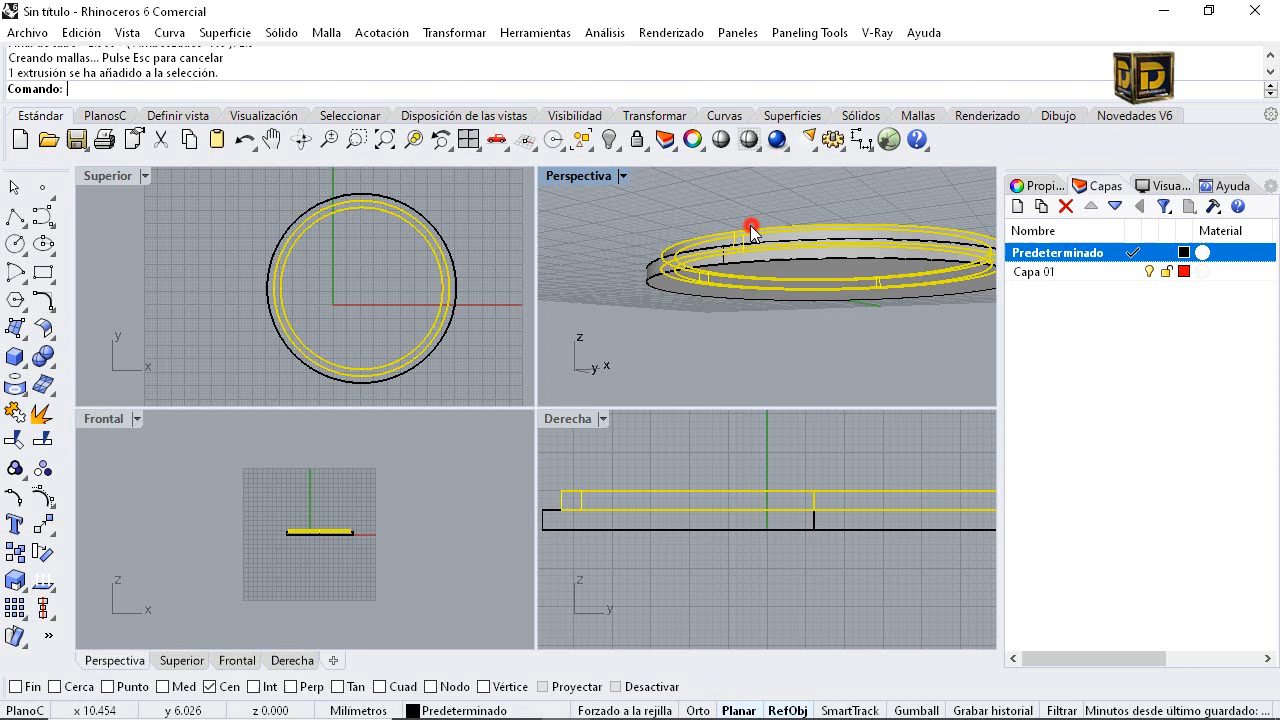 Sin título - Rhinoceros 6 Comercial
Archivo Edición Vista Curva Superficie Sólido Malla Acotación Transformar Herramientas Análisis Renderizado Paneles Paneling Tools V-Ray Ayuda
Creando mallas... Pulse Esc para cancelar
1 extrusión se ha añadido a la selección.
Comando:
Estándar PlanosC Definir vista Visualización Seleccionar Disposición de las vistas Visibilidad Transformar Curvas Superficies Sólidos Mallas Renderizado Dibujo Novedades V6
Superior
y
x
Perspectiva
z
y x
Frontal
z
x
Derecha
z
y
Propi... Capas Visua... Ayuda
Nombre Material
Predeterminado
Capa 01
Perspectiva Superior Frontal Derecha
Fin Cerca Punto Med Cen Int Perp Tan Cuad Nodo Vértice Proyectar Desactivar
PlanoC x 10.454 y 6.026 z 0.000 Milímetros Predeterminado Forzado a la rejilla Orto Planar RefObj SmartTrack Gumball Grabar historial Filtrar Minutos desde último guardado: ...